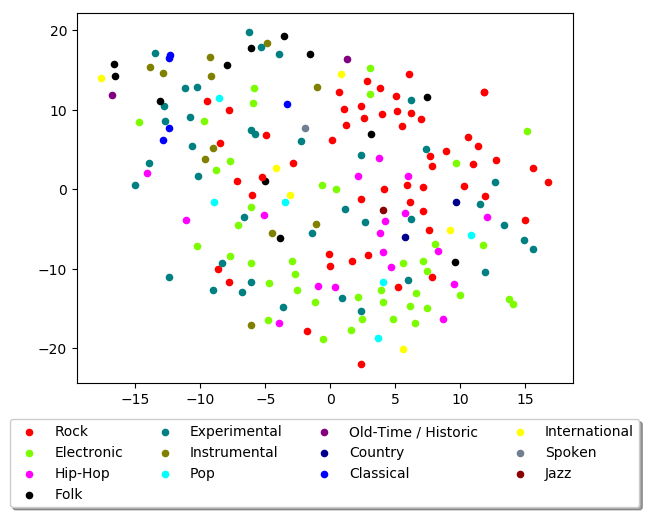 20
10
0
−10
−20
−15 −10 −5 0 5 10 15
Rock Experimental Old-Time / Historic International
Electronic Instrumental Country Spoken
Hip-Hop Pop Classical Jazz
Folk